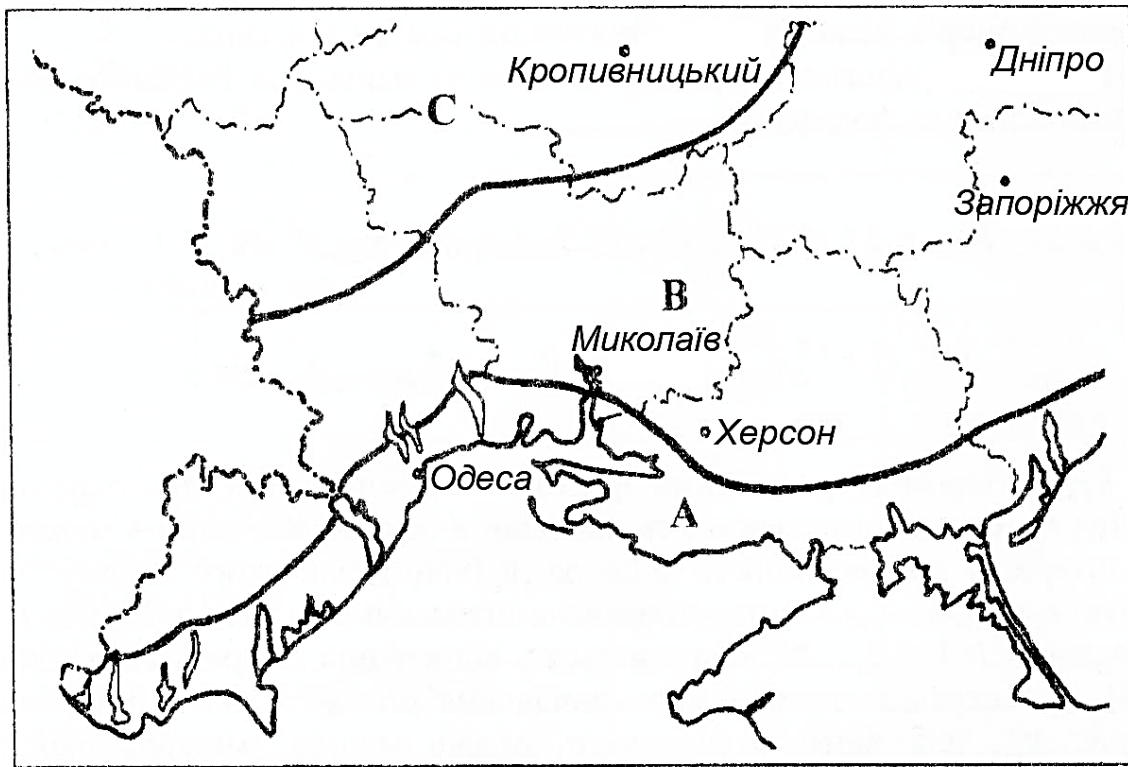 Кропивницький
Дніпро
С
Запоріжжя
В
Миколаїв
Херсон
Одеса
А